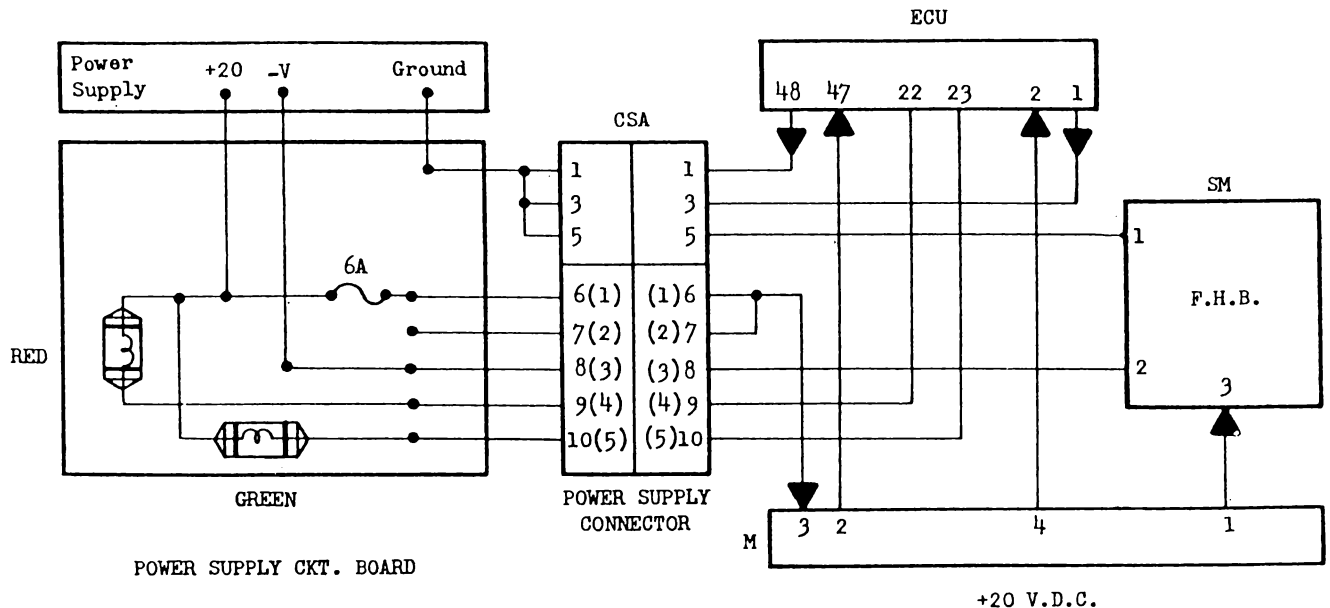 ECU
Power Supply
+20
-V
Ground
48 47 22 23 2 1
CSA
1 1
3 3
5 5
SM
1
F.H.B.
2
3
6A
6(1) (1)6
7(2) (2)7
8(3) (3)8
9(4) (4)9
10(5) (5)10
RED
GREEN
POWER SUPPLY
CONNECTOR
M
3 2 4 1
POWER SUPPLY CKT. BOARD
+20 V.D.C.